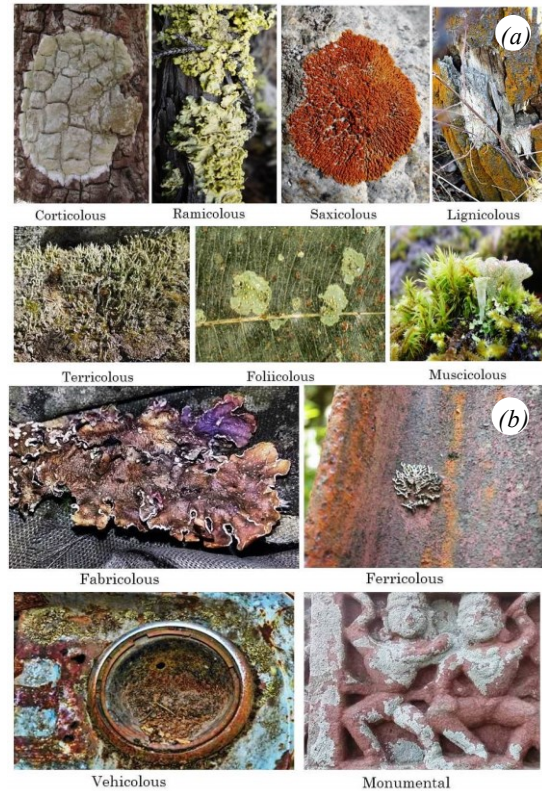 (a)
Corticolous Ramicolous Saxicolous Lignicolous
Terricolous Foliicolous Muscicolous
(b)
Fabricolous Ferricolous
Vehicolous Monumental